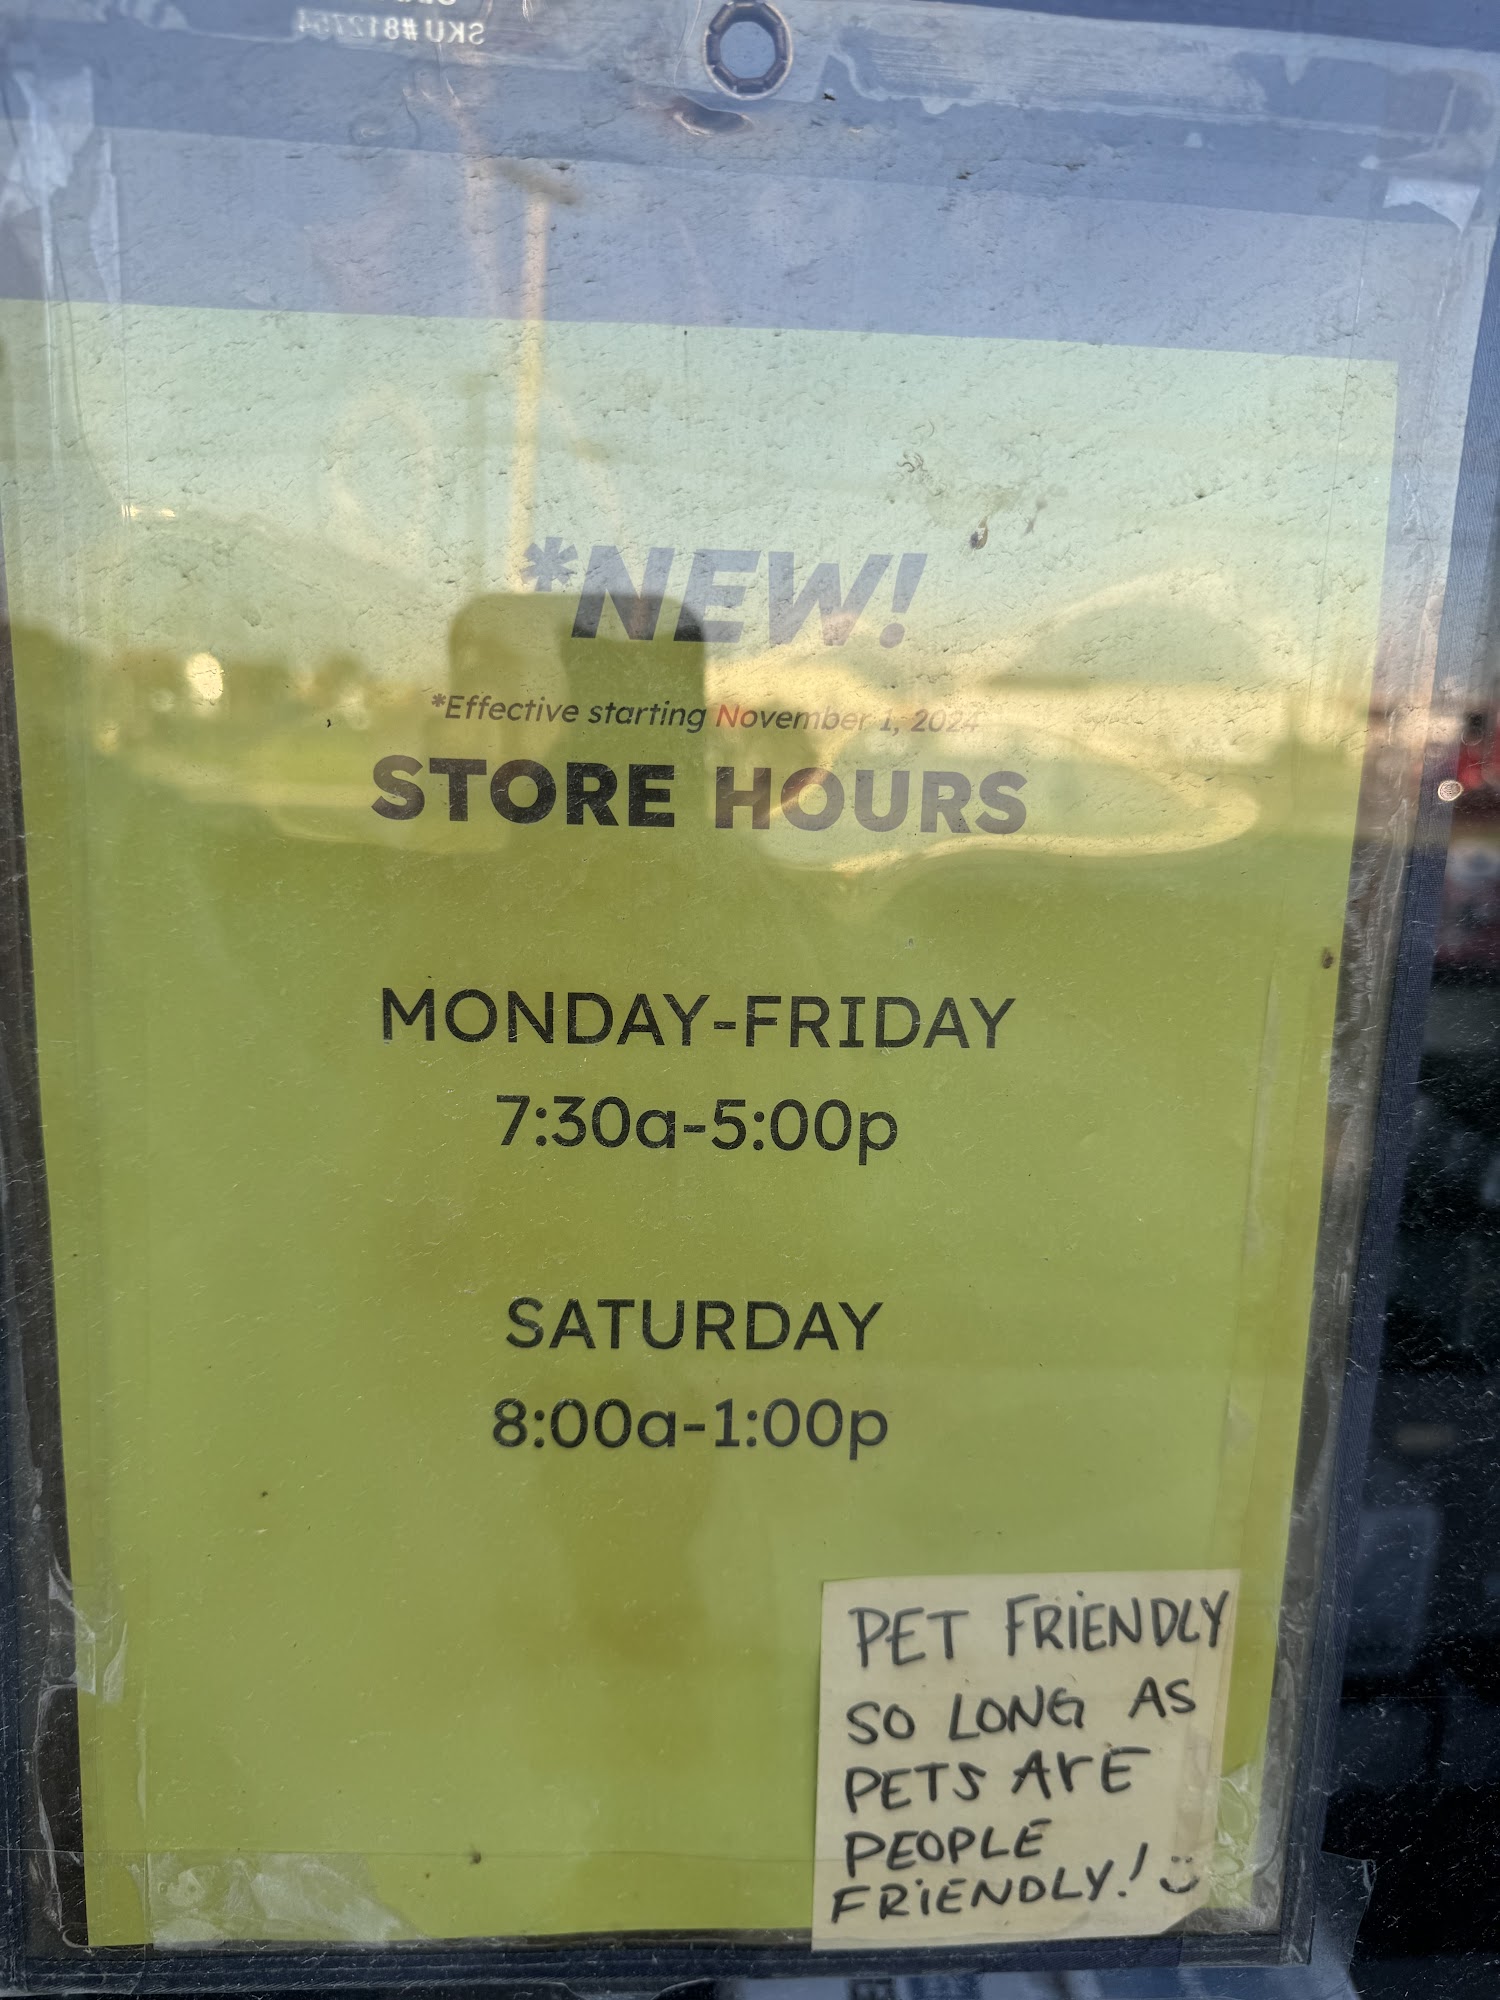 SKU#812764
*NEW!
*Effective starting November 1, 2024
STORE HOURS
MONDAY-FRIDAY
7:30a-5:00p
SATURDAY
8:00a-1:00p
PET FRiENDLY
SO LONG AS
PETS ArE
PEOPLE
FRiENDLY! :)